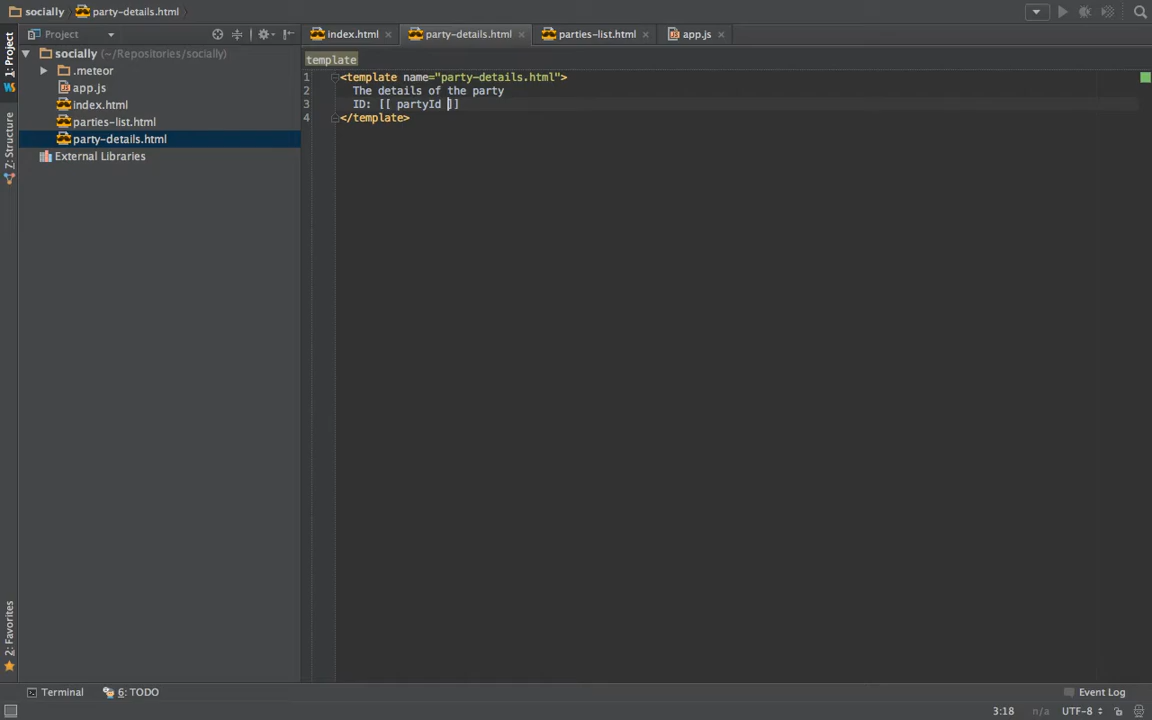 socially party-details.html
Project
index.html party-details.html parties-list.html app.js
socially (~/Repositories/socially)
.meteor
app.js
index.html
parties-list.html
party-details.html
External Libraries
1: Project
7: Structure
2: Favorites
template
1 <template name="party-details.html">
2 The details of the party
3 ID: [[ partyId ]]
4 </template>
Terminal 6: TODO Event Log
3:18 n/a UTF-8